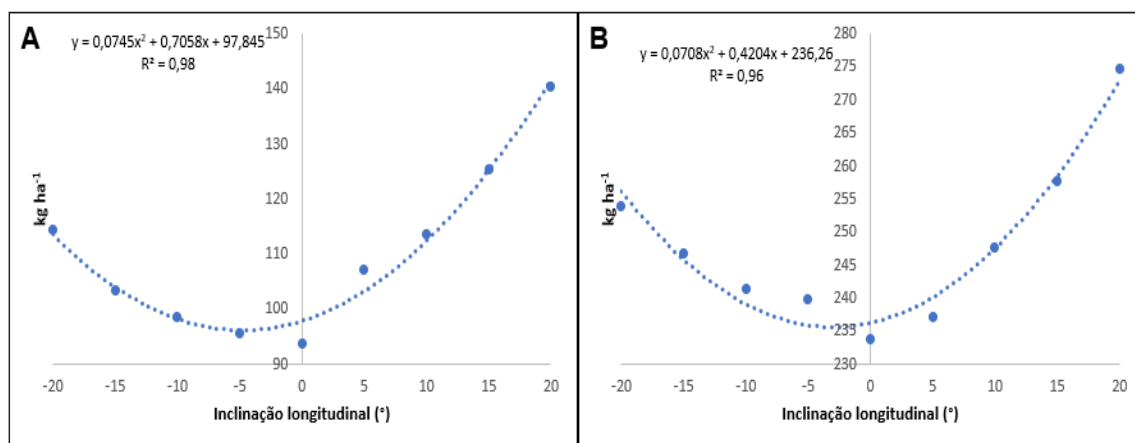 A
y = 0,0745x² + 0,7058x + 97,845
R² = 0,98
150
140
130
120
110
100
90
kg ha⁻¹
-20 -15 -10 -5 0 5 10 15 20
Inclinação longitudinal (°)
B
y = 0,0708x² + 0,4204x + 236,26
R² = 0,96
280
275
270
265
260
255
250
245
240
235
230
kg ha⁻¹
-20 -15 -10 -5 0 5 10 15 20
Inclinação longitudinal (°)